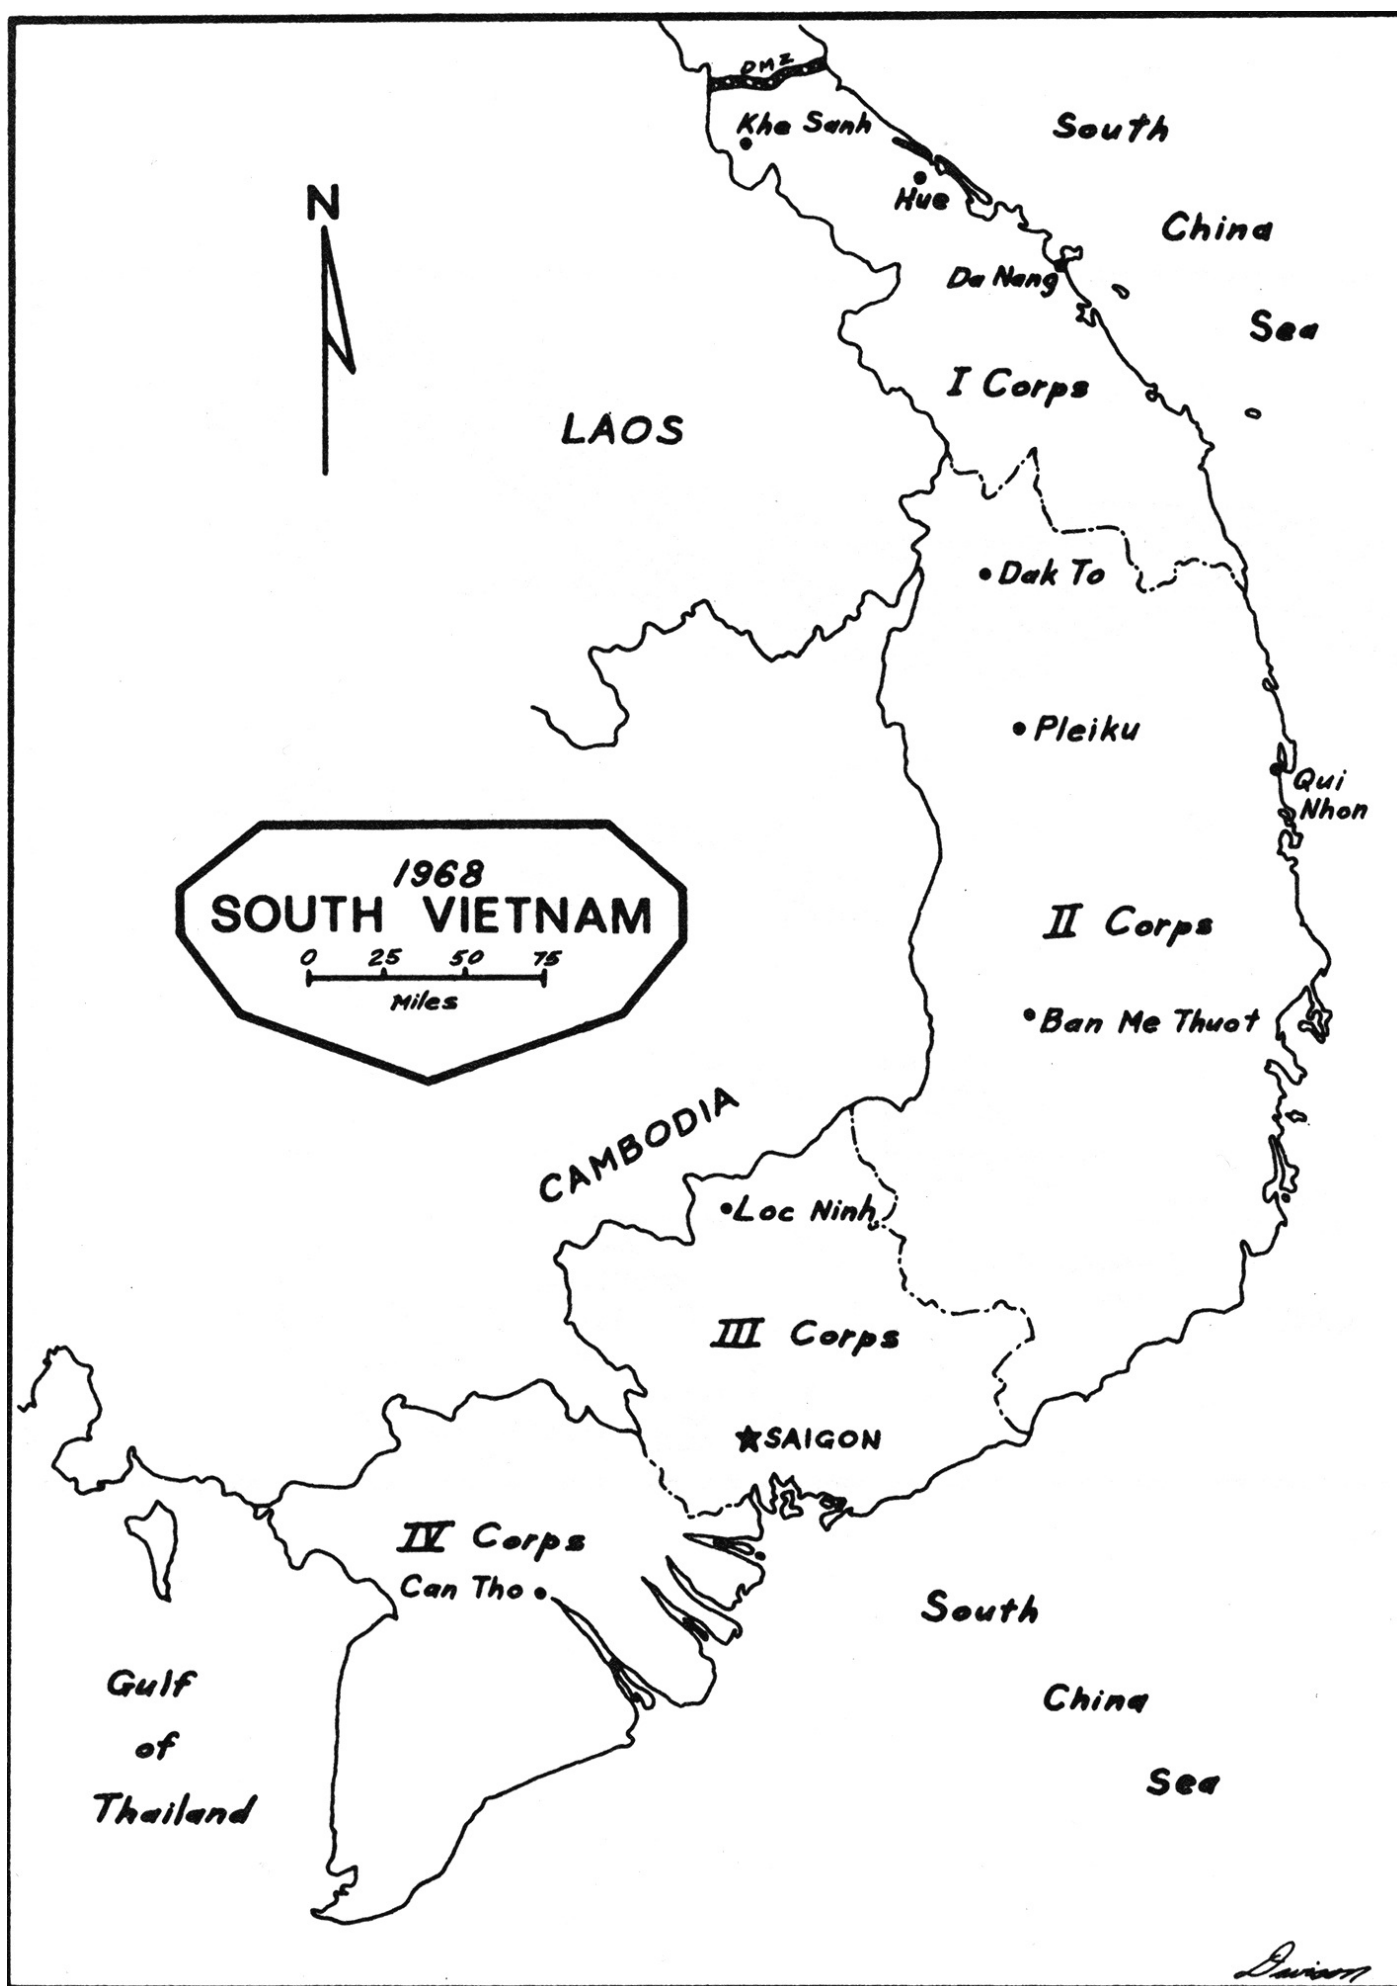 DMZ
Khe Sanh
South
N
Hue
China
Da Nang
Sea
I Corps
LAOS
Dak To
Pleiku
Qui
Nhon
1968
SOUTH VIETNAM
0 25 50 75
Miles
II Corps
Ban Me Thuot
CAMBODIA
Loc Ninh
III Corps
SAIGON
IV Corps
Can Tho
South
Gulf
China
of
Sea
Thailand